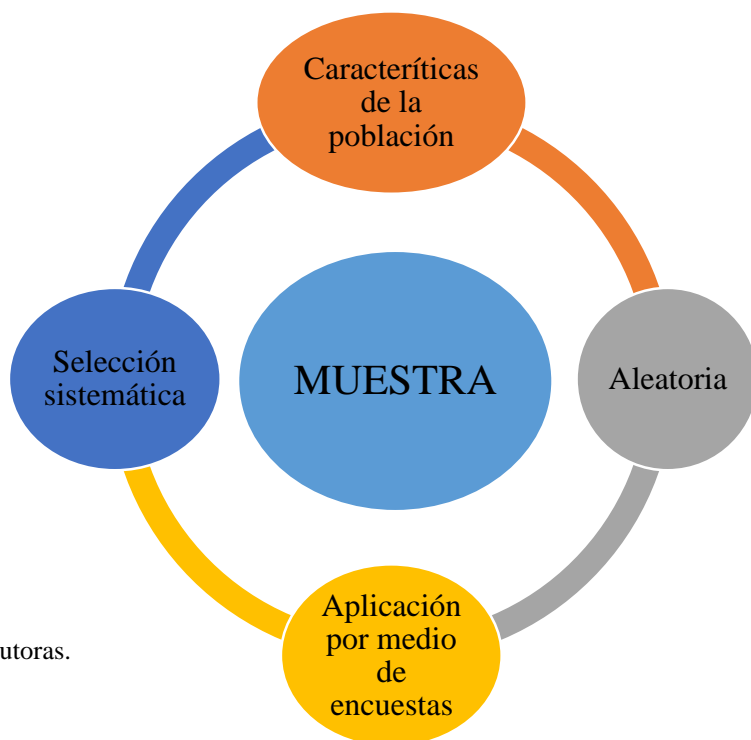 Caracteríticas
de la
población
Selección
sistemática
MUESTRA
Aleatoria
Aplicación
por medio
de
encuestas
utoras.